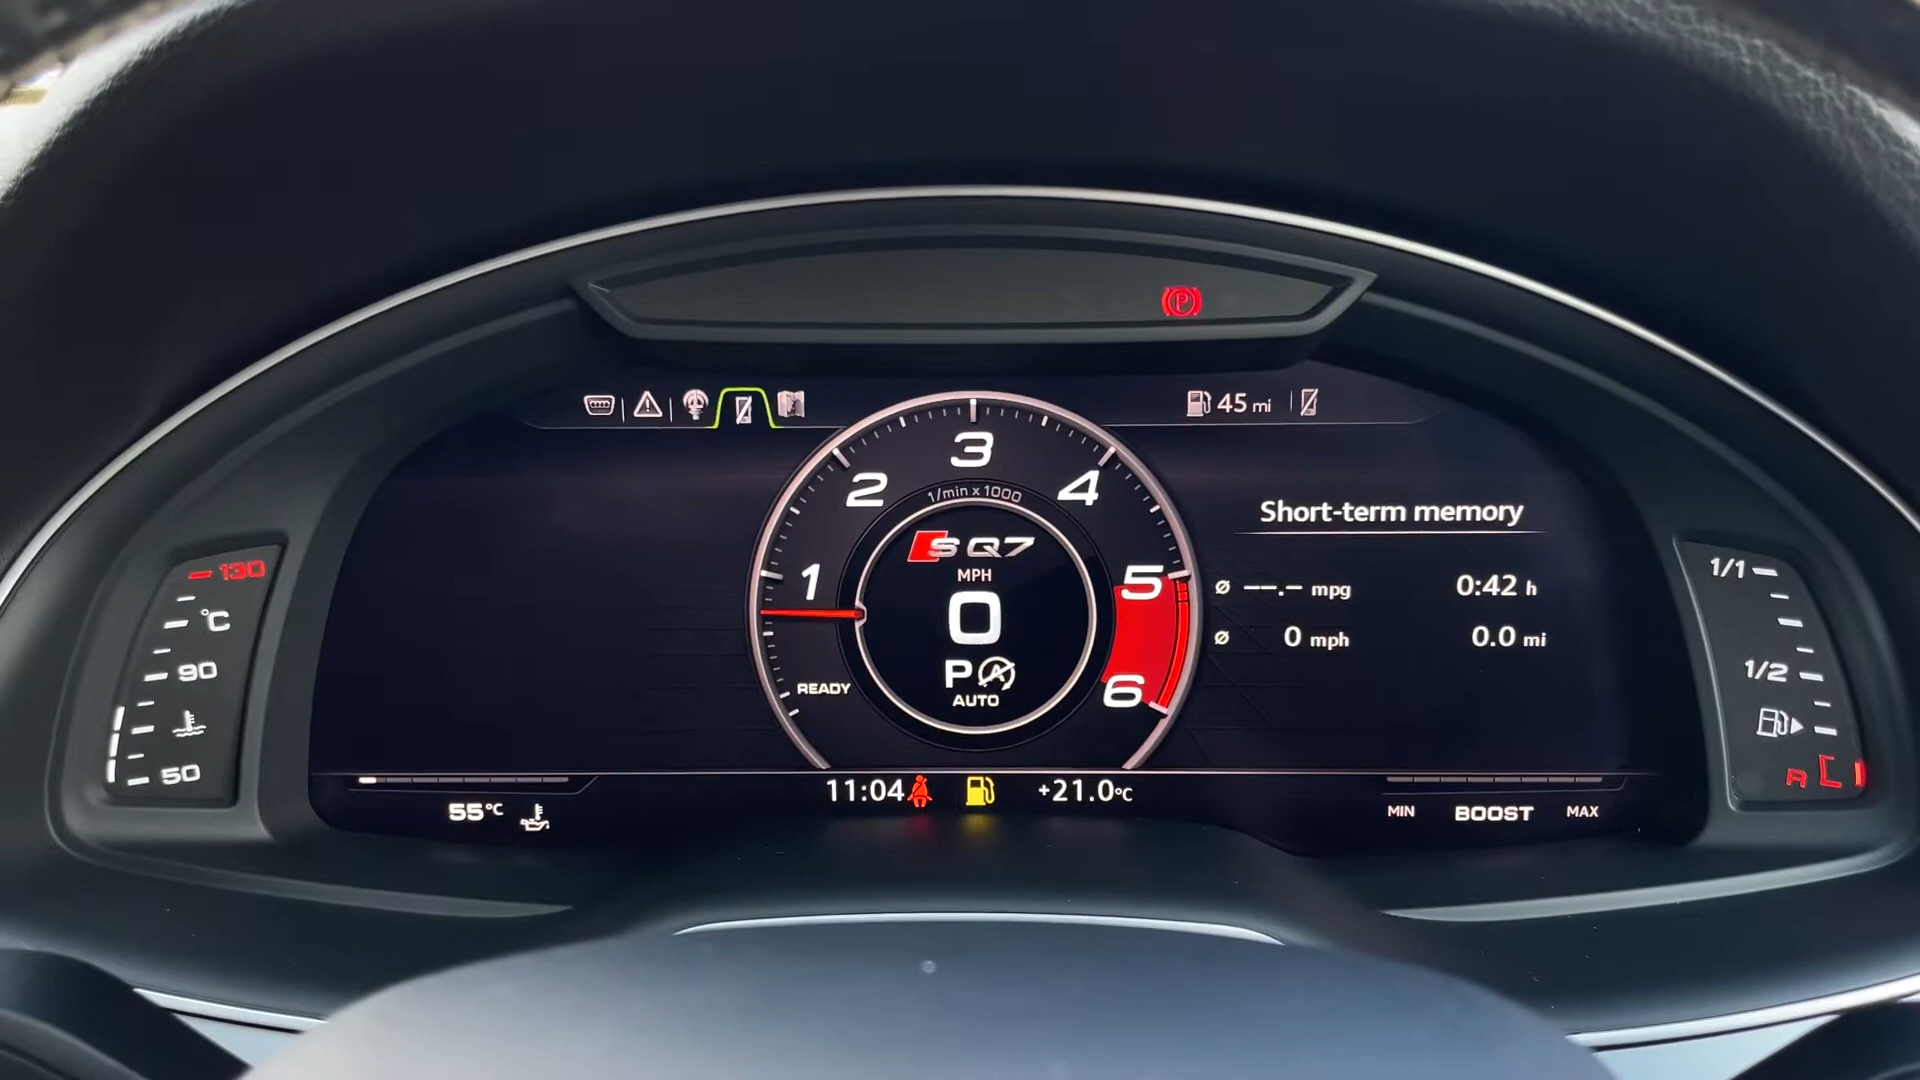 45 mi
3
2
4
1/min x 1000
SQ7
MPH
1
5
0
P A
AUTO
READY
6
Short-term memory
Ø --.- mpg
0:42 h
Ø 0 mph
0.0 mi
130
°C
90
50
1/1
1/2
R
11:04
+21.0°C
55°C
MIN
BOOST
MAX
P